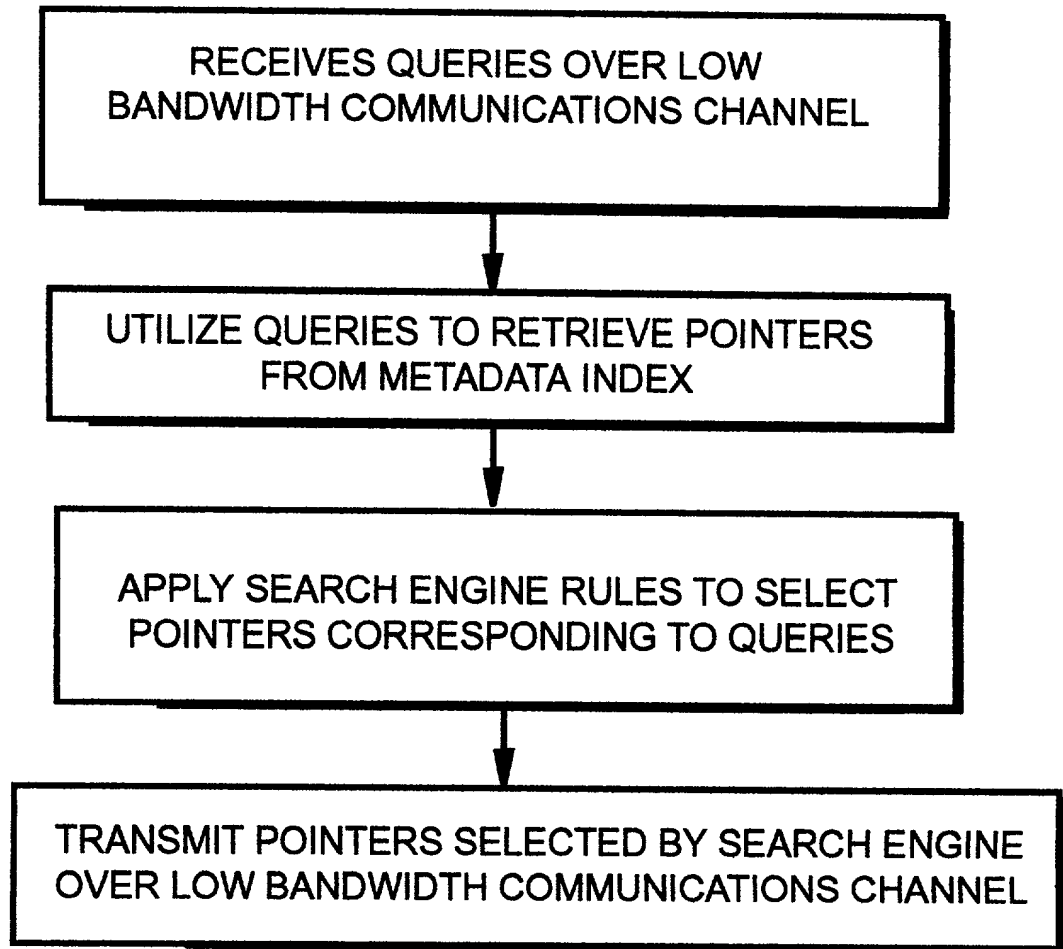 RECEIVES QUERIES OVER LOW
BANDWIDTH COMMUNICATIONS CHANNEL
UTILIZE QUERIES TO RETRIEVE POINTERS
FROM METADATA INDEX
APPLY SEARCH ENGINE RULES TO SELECT
POINTERS CORRESPONDING TO QUERIES
TRANSMIT POINTERS SELECTED BY SEARCH ENGINE
OVER LOW BANDWIDTH COMMUNICATIONS CHANNEL